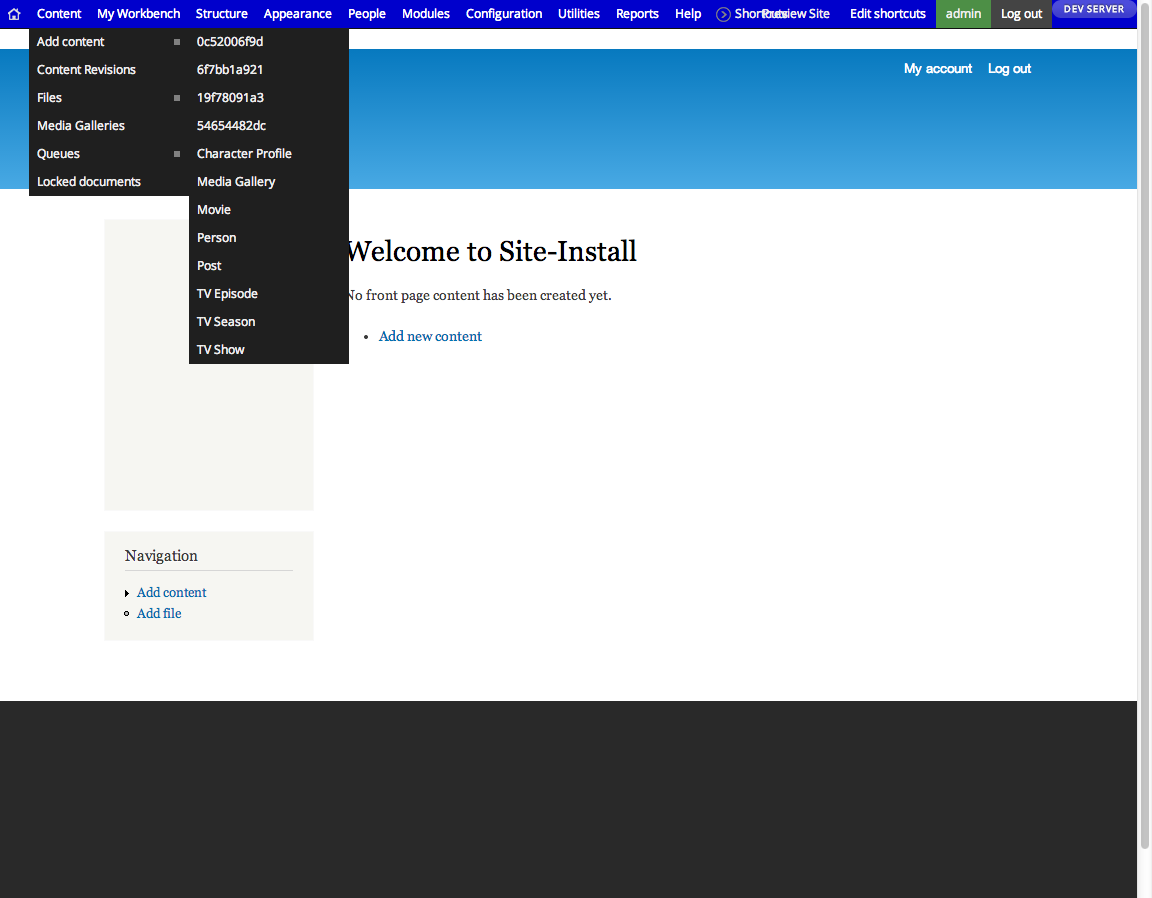 Content My Workbench Structure Appearance People Modules Configuration Utilities Reports Help Shortcuts Preview Site Edit shortcuts admin Log out DEV SERVER
My account Log out
Add content
Content Revisions
Files
Media Galleries
Queues
Locked documents
0c52006f9d
6f7bb1a921
19f78091a3
54654482dc
Character Profile
Media Gallery
Movie
Person
Post
TV Episode
TV Season
TV Show
Welcome to Site-Install
No front page content has been created yet.
Add new content
Navigation
Add content
Add file